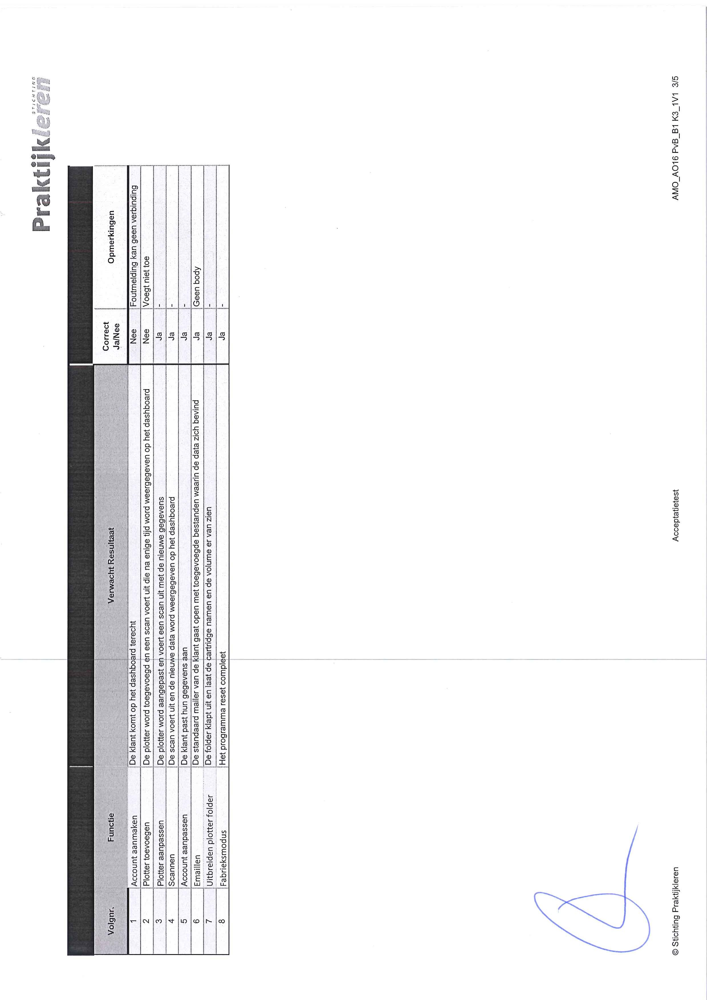 STICHTING
Praktijkleren
Volgnr. Functie Verwacht Resultaat Correct Ja/Nee Opmerkingen
1 Account aanmaken De klant komt op het dashboard terecht Nee Foutmelding kan geen verbinding
2 Plotter toevoegen De plotter word toegevoegd en een scan voert uit die na enige tijd word weergegeven op het dashboard Nee Voegt niet toe
3 Plotter aanpassen De plotter word aangepast en voert een scan uit met de nieuwe gegevens Ja -
4 Scannen De scan voert uit en de nieuwe data word weergegeven op het dashboard Ja -
5 Account aanpassen De klant past hun gegevens aan Ja -
6 Emaillen De standaard mailer van de klant gaat open met toegevoegde bestanden waarin de data zich bevind Ja Geen body
7 Uitbreiden plotter folder De folder klapt uit en laat de cartridge namen en de volume er van zien Ja -
8 Fabrieksmodus Het programma reset compleet Ja -
© Stichting Praktijkleren Acceptatietest AMO_AO16 PvB_B1 K3_1V1 3/5